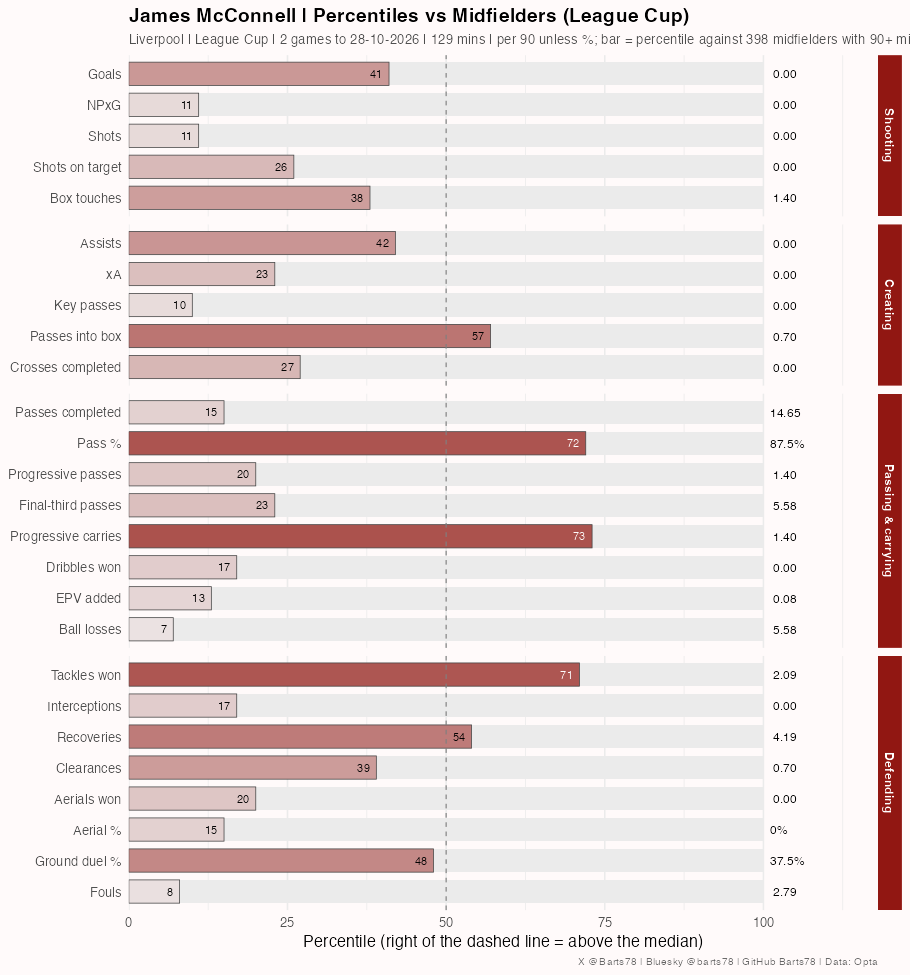 James McConnell | Percentiles vs Midfielders (League Cup)
Liverpool | League Cup | 2 games to 28-10-2026 | 129 mins | per 90 unless %; bar = percentile against 398 midfielders with 90+ mi
Goals 41 0.00
NPxG 11 0.00
Shots 11 0.00
Shots on target 26 0.00
Box touches 38 1.40
Shooting
Assists 42 0.00
xA 23 0.00
Key passes 10 0.00
Passes into box 57 0.70
Crosses completed 27 0.00
Creating
Passes completed 15 14.65
Pass % 72 87.5%
Progressive passes 20 1.40
Final-third passes 23 5.58
Progressive carries 73 1.40
Dribbles won 17 0.00
EPV added 13 0.08
Ball losses 7 5.58
Passing & carrying
Tackles won 71 2.09
Interceptions 17 0.00
Recoveries 54 4.19
Clearances 39 0.70
Aerials won 20 0.00
Aerial % 15 0%
Ground duel % 48 37.5%
Fouls 8 2.79
Defending
0 25 50 75 100
Percentile (right of the dashed line = above the median)
X @Barts78 | Bluesky @barts78 | GitHub Barts78 | Data: Opta